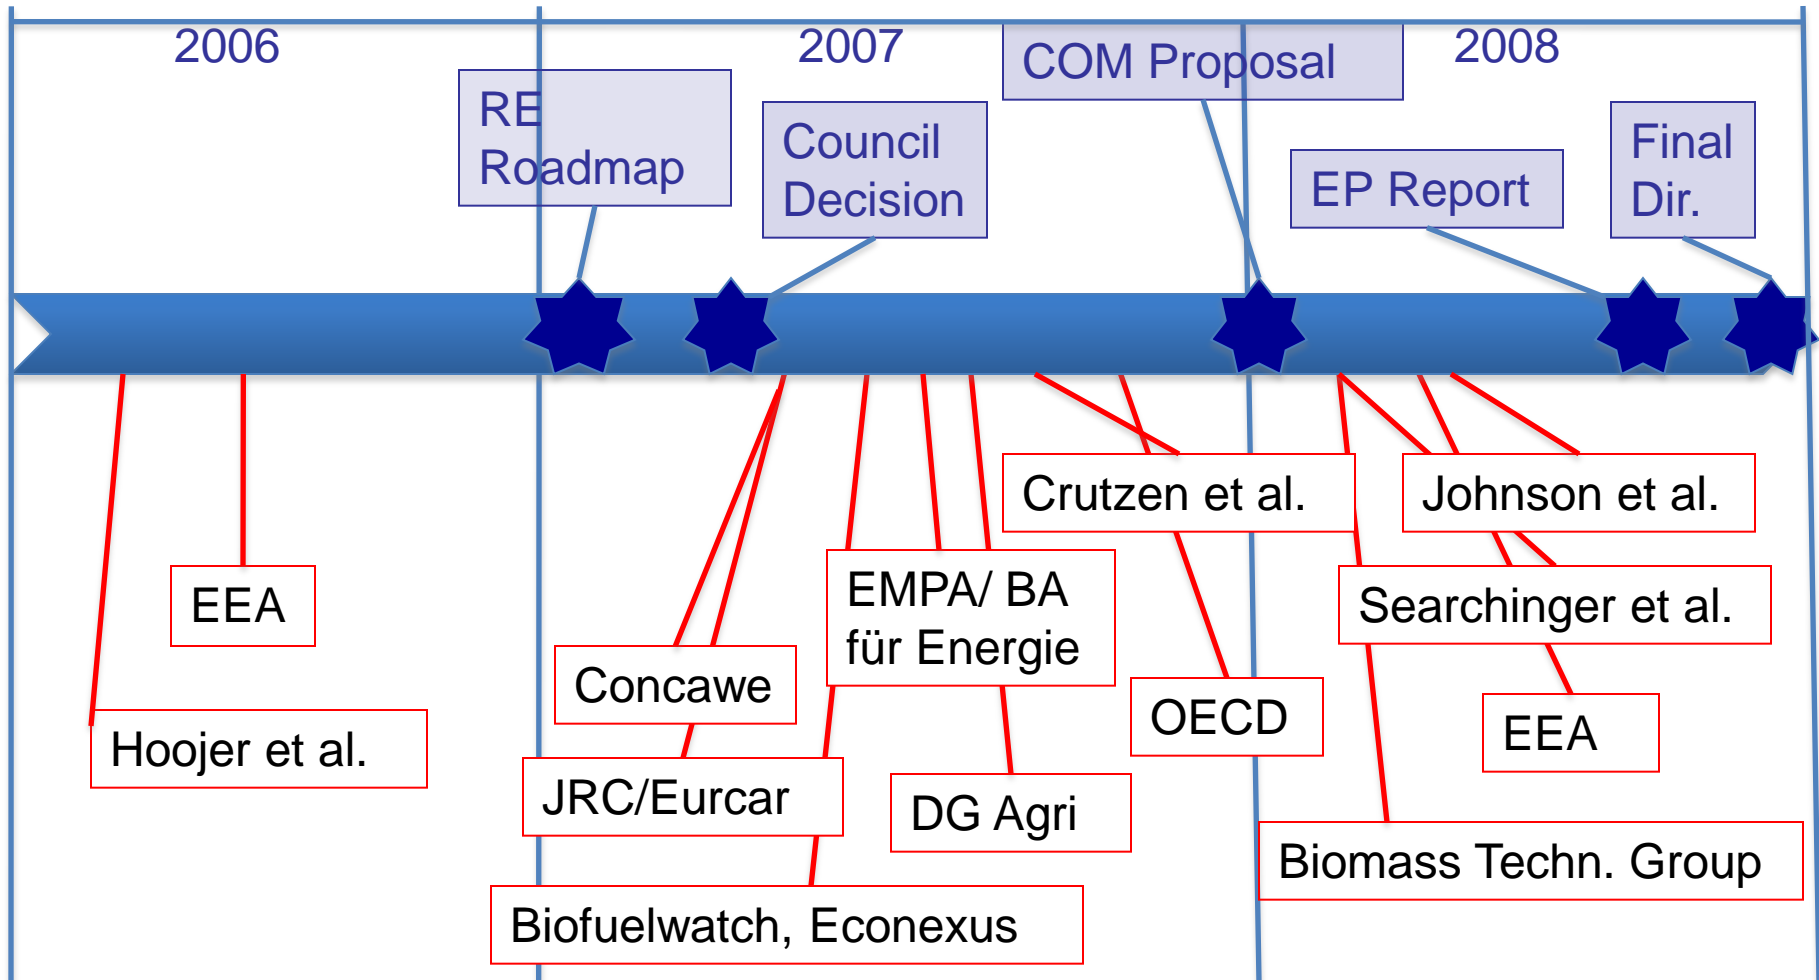 2006
2007
2008
COM Proposal
RE
Roadmap
Council
Decision
EP Report
Final
Dir.
Crutzen et al.
Johnson et al.
EEA
EMPA/ BA
für Energie
Searchinger et al.
Concawe
OECD
EEA
Hoojer et al.
JRC/Eurcar
DG Agri
Biomass Techn. Group
Biofuelwatch, Econexus